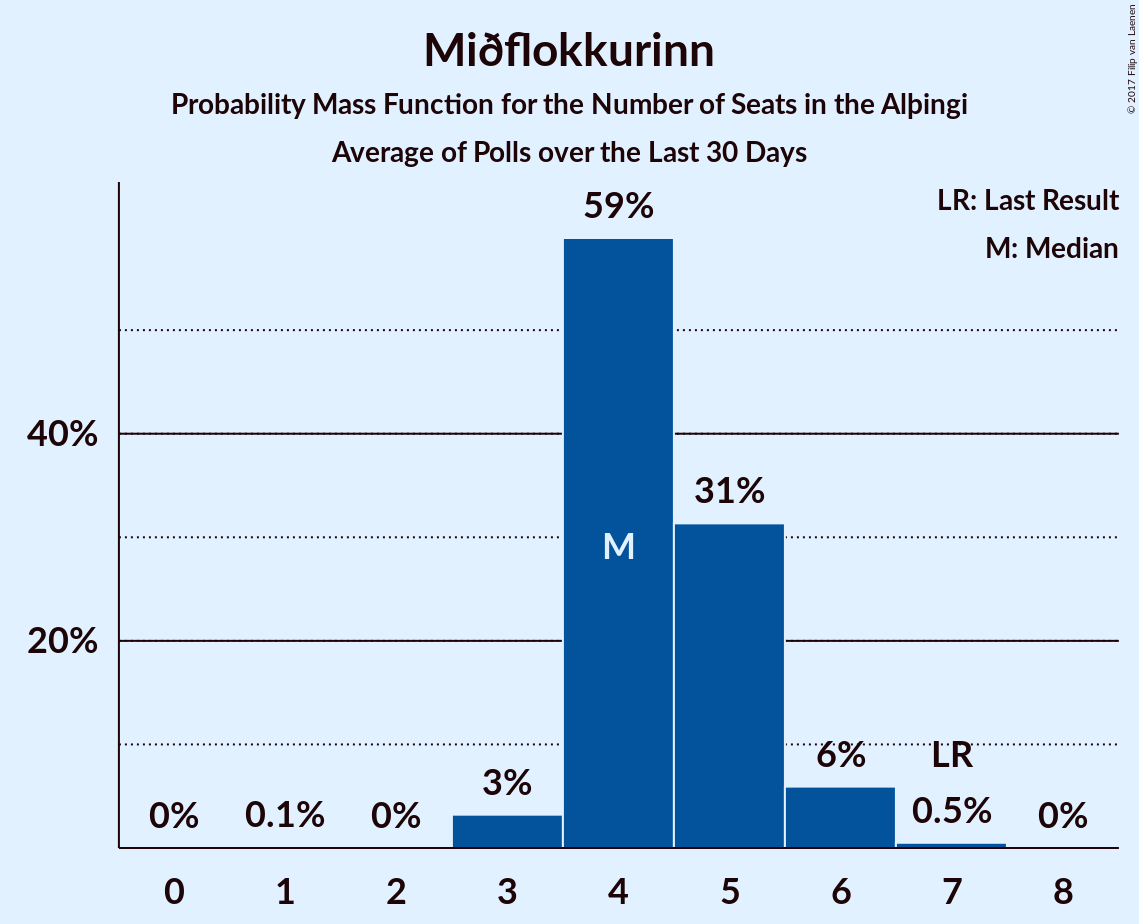 Miðflokkurinn
Probability Mass Function for the Number of Seats in the Alþingi
Average of Polls over the Last 30 Days
© 2017 Filip van Laenen
LR: Last Result
M: Median
59%
40%
31%
M
20%
6%
LR
3%
0%
0.1%
0%
0.5%
0%
0 1 2 3 4 5 6 7 8